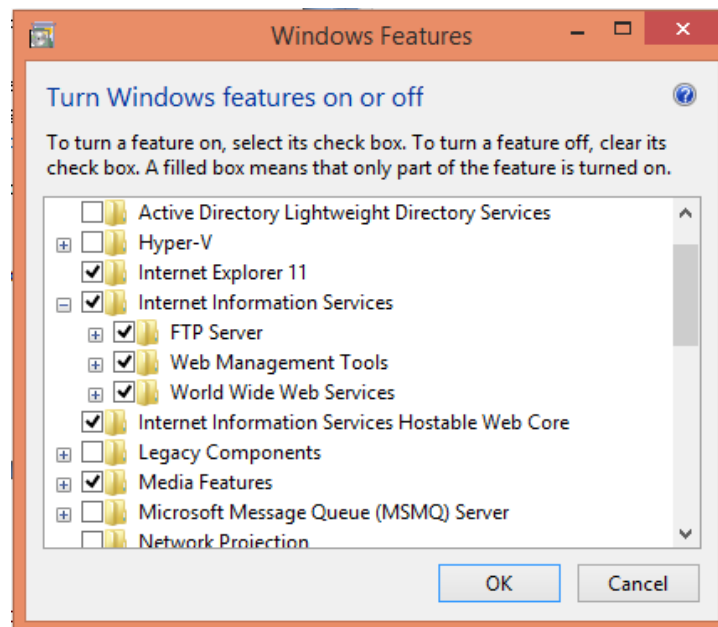 Windows Features
Turn Windows features on or off
To turn a feature on, select its check box. To turn a feature off, clear its
check box. A filled box means that only part of the feature is turned on.
Active Directory Lightweight Directory Services
Hyper-V
Internet Explorer 11
Internet Information Services
FTP Server
Web Management Tools
World Wide Web Services
Internet Information Services Hostable Web Core
Legacy Components
Media Features
Microsoft Message Queue (MSMQ) Server
Network Projection
OK
Cancel